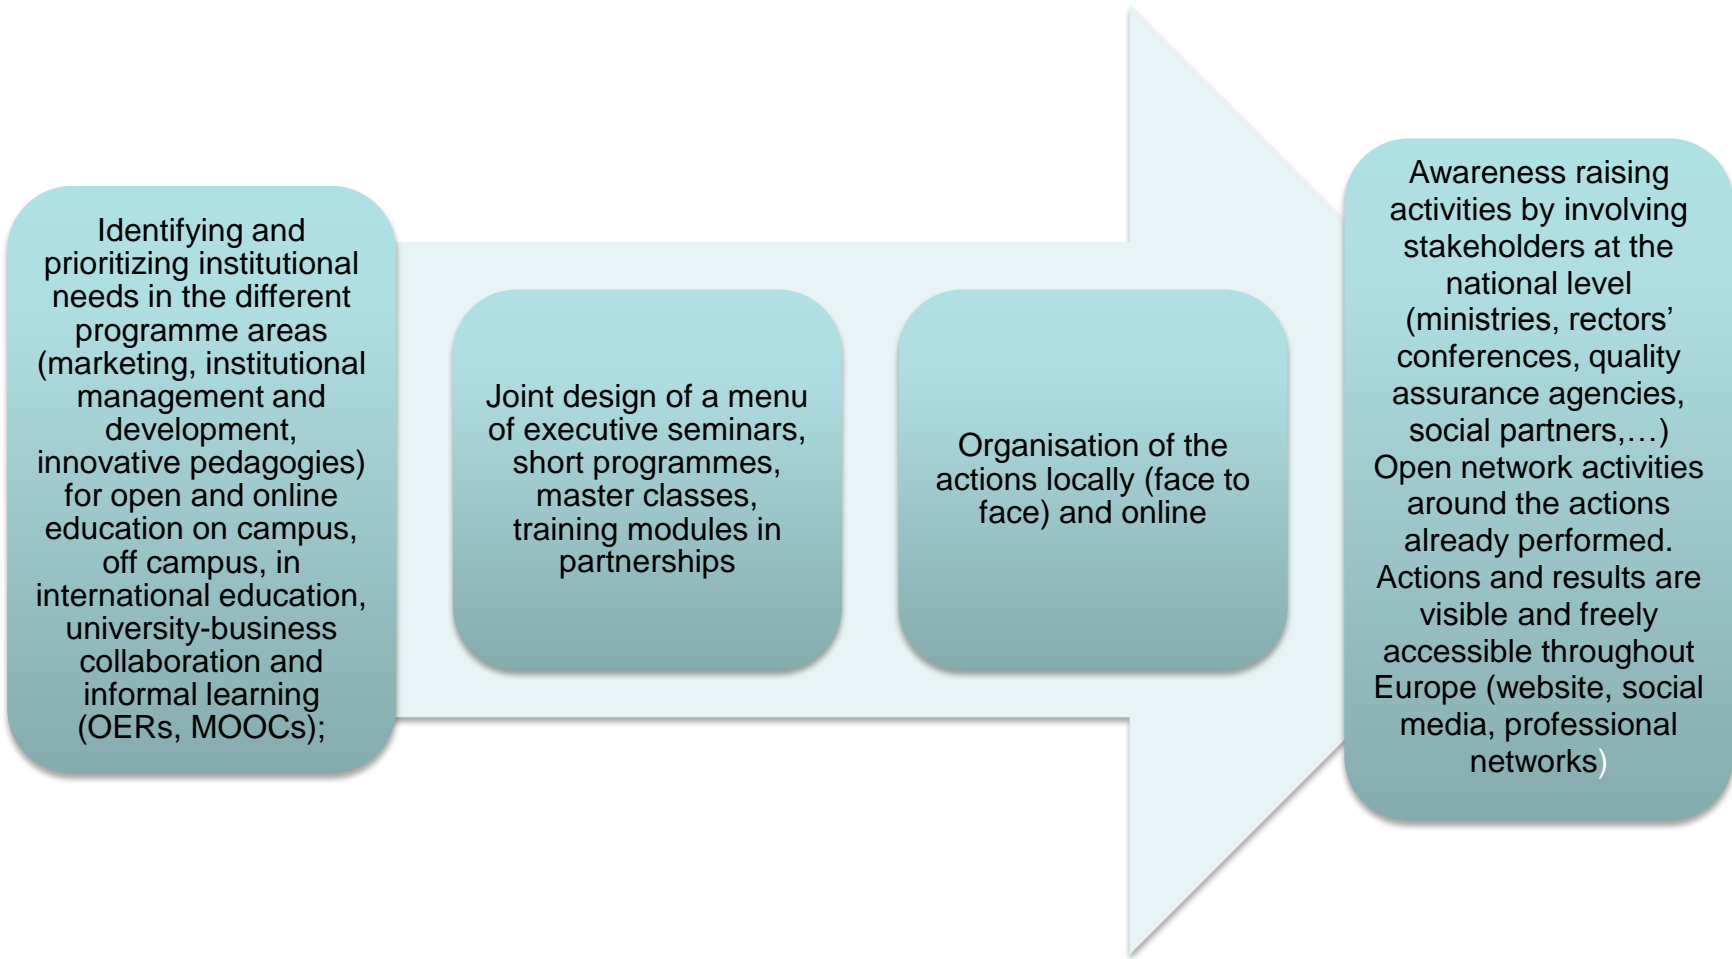 Identifying and
prioritizing institutional
needs in the different
programme areas
(marketing, institutional
management and
development,
innovative pedagogies)
for open and online
education on campus,
off campus, in
international education,
university-business
collaboration and
informal learning
(OERs, MOOCs);
Joint design of a menu
of executive seminars,
short programmes,
master classes,
training modules in
partnerships
Organisation of the
actions locally (face to
face) and online
Awareness raising
activities by involving
stakeholders at the
national level
(ministries, rectors’
conferences, quality
assurance agencies,
social partners,…)
Open network activities
around the actions
already performed.
Actions and results are
visible and freely
accessible throughout
Europe (website, social
media, professional
networks)